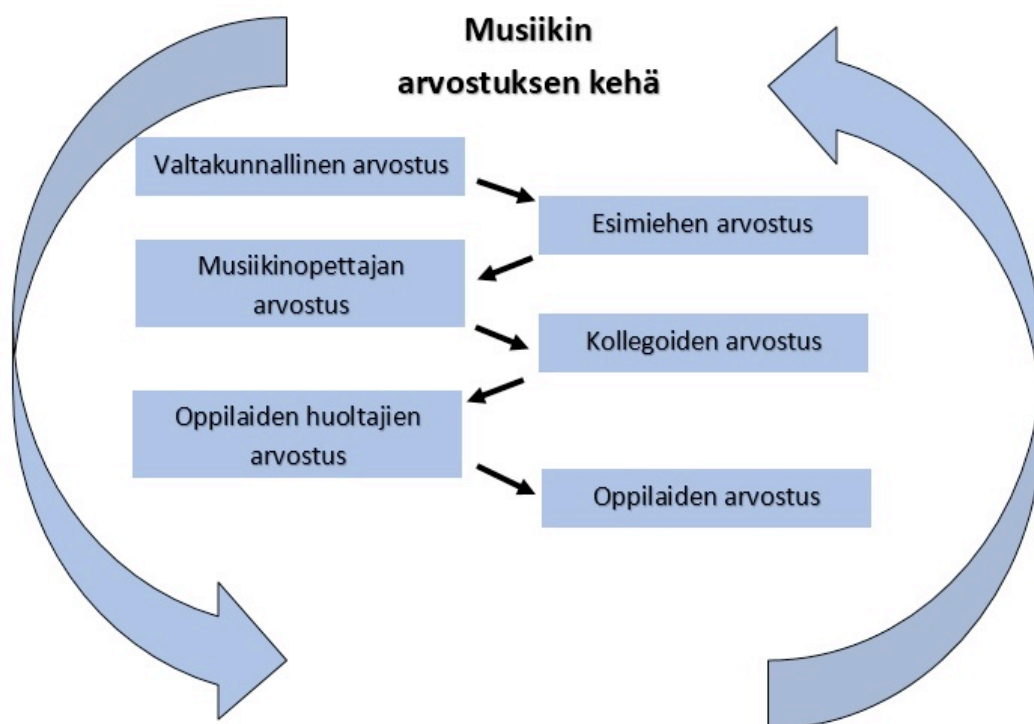 Musiikin
arvostuksen kehä
Valtakunnallinen arvostus
Esimiehen arvostus
Musiikinopettajan
arvostus
Kollegoiden arvostus
Oppilaiden huoltajien
arvostus
Oppilaiden arvostus